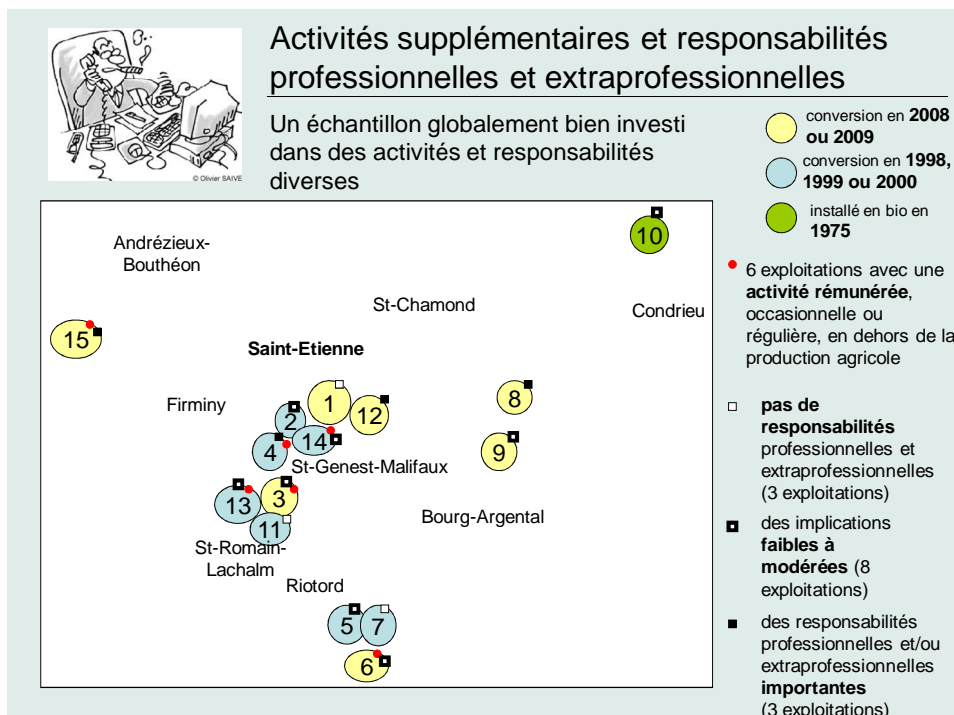 Activités supplémentaires et responsabilités
professionnelles et extraprofessionnelles
© Olivier SAIVE
Un échantillon globalement bien investi
dans des activités et responsabilités
diverses
conversion en 2008
ou 2009
conversion en 1998,
1999 ou 2000
installé en bio en
1975
Andrézieux-
Bouthéon
10
St-Chamond
Condrieu
15
Saint-Etienne
Firminy
1
2
12
8
14
4
9
St-Genest-Malifaux
13
3
11
Bourg-Argental
St-Romain-
Lachalm
Riotord
5
7
6
6 exploitations avec une
activité rémunérée,
occasionnelle ou
régulière, en dehors de la
production agricole
pas de
responsabilités
professionnelles et
extraprofessionnelles
(3 exploitations)
des implications
faibles à
modérées (8
exploitations)
des responsabilités
professionnelles et/ou
extraprofessionnelles
importantes
(3 exploitations)